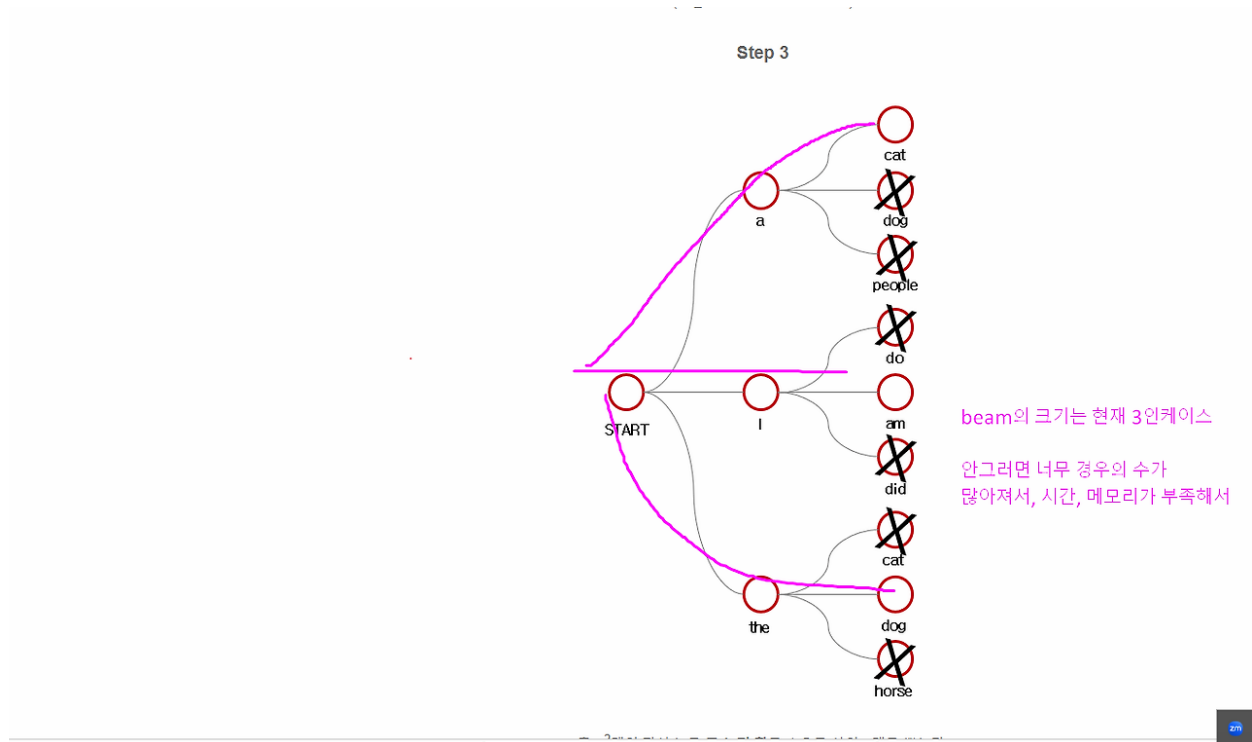 Step 3
cat
a
dog
people
do
START
I
am
beam의 크기는 현재 3인케이스
안그러면 너무 경우의 수가
did
많아져서, 시간, 메모리가 부족해서
cat
the
dog
horse
zm